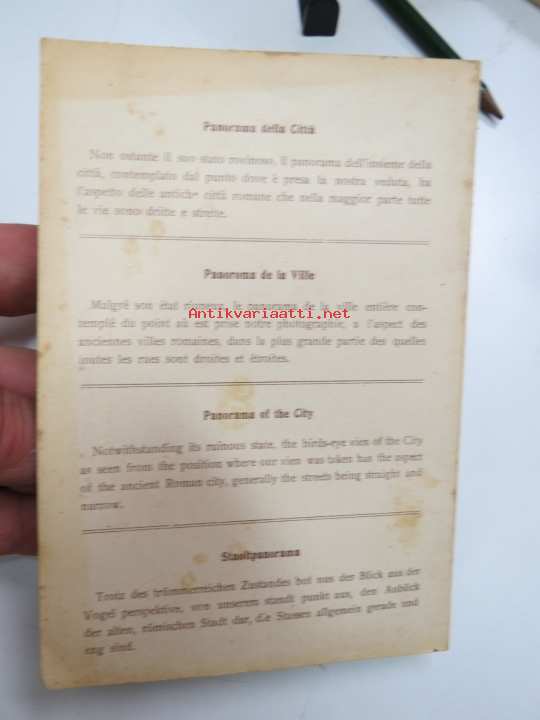 Panorama della Città
Non ostante il suo stato rovinoso, il panorama dell'insieme della
città, contemplato dal punto dove è presa la nostra veduta, ha
l'aspetto delle antiche città romane che nella maggior parte tutte
le vie sono dritte e strette.
Panorama de la Ville
Malgré son état le panorama de la ville entière con-
templé du point où est prise notre photographie, a l'aspect des
anciennes villes romaines, dans la plus grande partie des quelles
toutes les rues sont droites et étroites.
Antikvariaatti.net
Panorama of the City
Notwithstanding its ruinous state, the birds-eye view of the City
as seen from the position where our view was taken has the aspect
of the ancient Roman city, generally the streets being straight and
narrow.
Stadtpanorama
Trotz des Zustandes bot uns der Blick aus der
Vogel perspektive, von unserem standt punkt aus, den Anblick
der alten, römischen Stadt dar, die Strassen allgemein gerade und
eng sind.